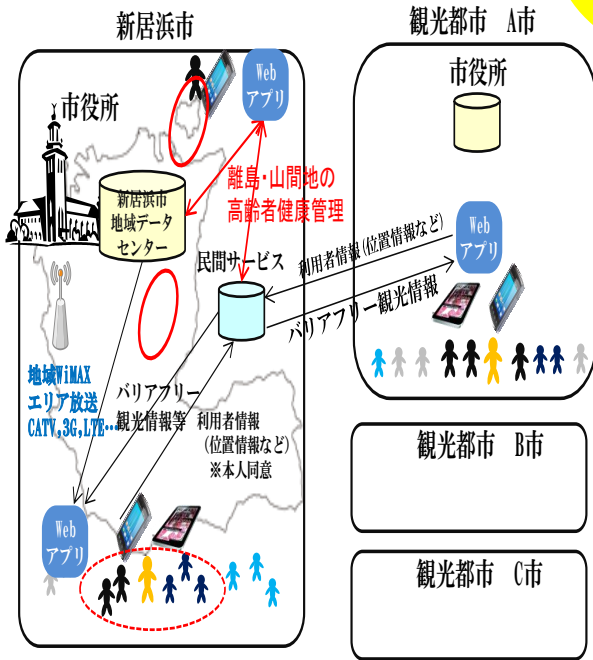 新居浜市
観光都市　A市
Web
アプリ
市役所
市役所
離島・山間地の
高齢者健康管理
新居浜市
地域データ
センター
民間サービス
利用者情報(位置情報など)
Web
アプリ
バリアフリー観光情報
地域WiMAX
エリア放送
CATV,3G,LTE…
バリアフリー
観光情報等
利用者情報
(位置情報など)
※本人同意
Web
アプリ
観光都市　B市
観光都市　C市